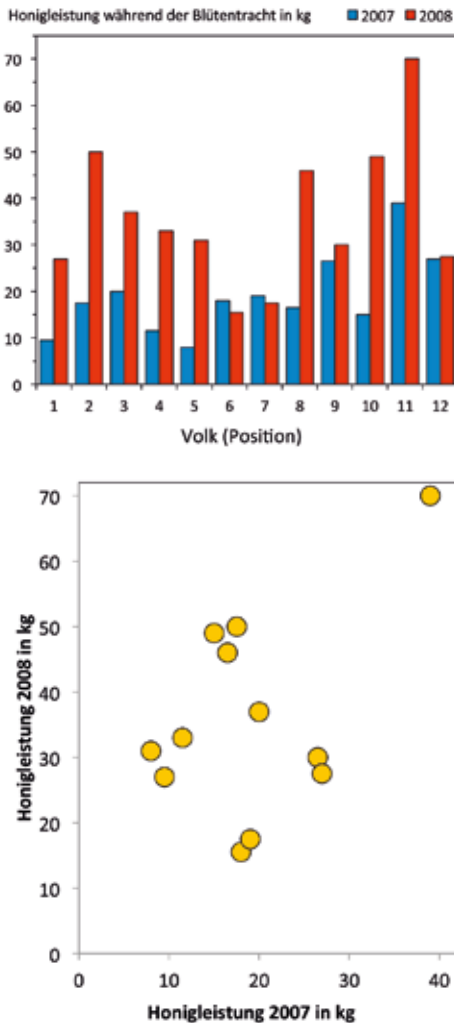 Honigleistung während der Blütentracht in kg 2007 2008
70
60
50
40
30
20
10
0
1 2 3 4 5 6 7 8 9 10 11 12
Volk (Position)
70
60
50
40
30
20
10
0
Honigleistung 2008 in kg
0 10 20 30 40
Honigleistung 2007 in kg